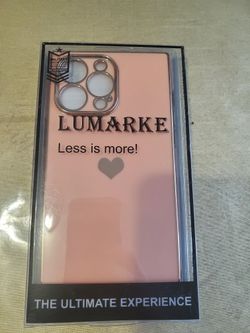 LUMARKE
Less is more!
THE ULTIMATE EXPERIENCE